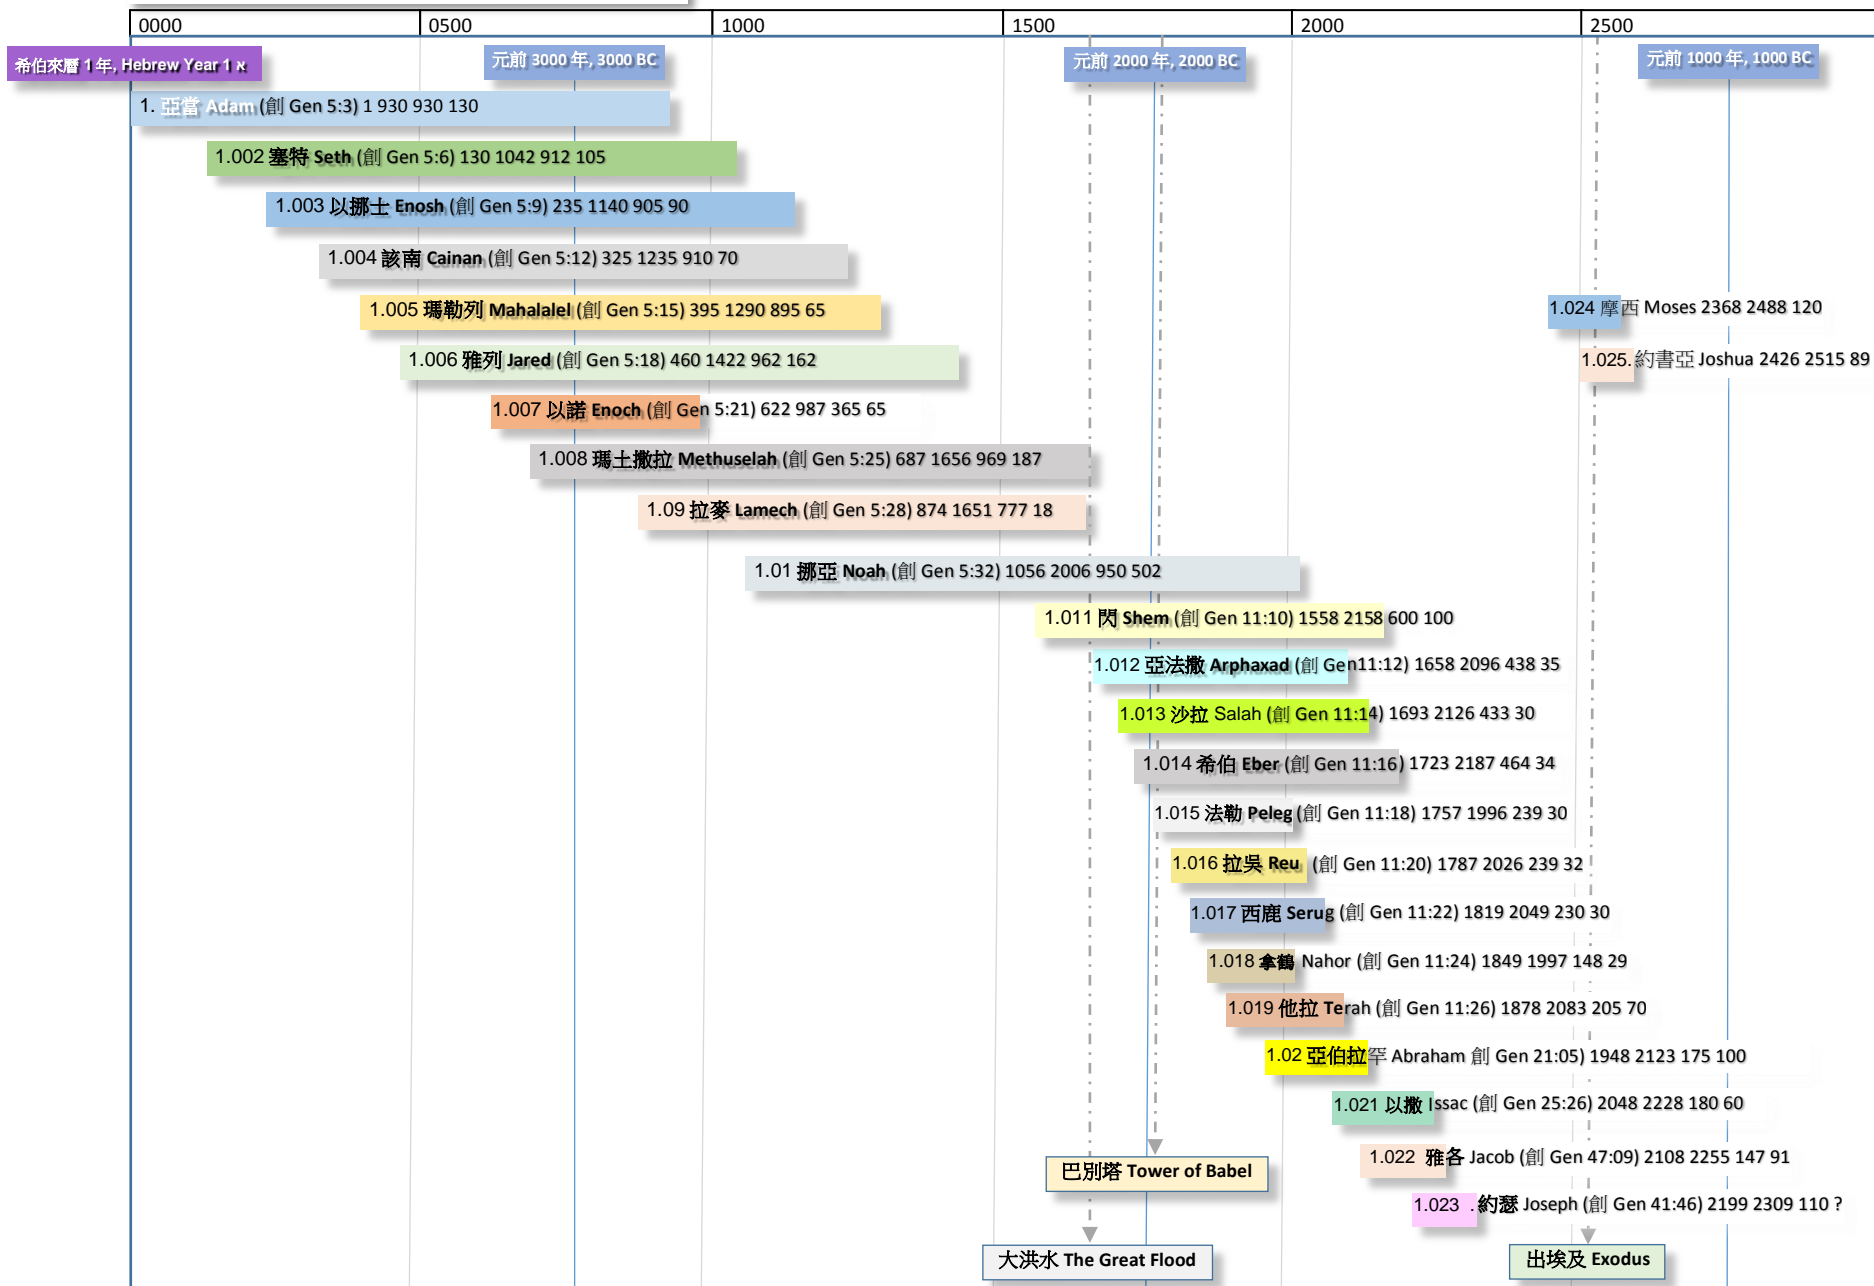 0000 0500 1000 1500 2000 2500
希伯來曆 1 年, Hebrew Year 1 א
元前 3000 年, 3000 BC
元前 2000 年, 2000 BC
元前 1000 年, 1000 BC
1. 亞當 Adam (創 Gen 5:3) 1 930 930 130
1.002 塞特 Seth (創 Gen 5:6) 130 1042 912 105
1.003 以挪士 Enosh (創 Gen 5:9) 235 1140 905 90
1.004 該南 Cainan (創 Gen 5:12) 325 1235 910 70
1.005 瑪勒列 Mahalalel (創 Gen 5:15) 395 1290 895 65
1.024 摩西 Moses 2368 2488 120
1.006 雅列 Jared (創 Gen 5:18) 460 1422 962 162
1.025. 約書亞 Joshua 2426 2515 89
1.007 以諾 Enoch (創 Gen 5:21) 622 987 365 65
1.008 瑪土撒拉 Methuselah (創 Gen 5:25) 687 1656 969 187
1.09 拉麥 Lamech (創 Gen 5:28) 874 1651 777 18
1.01 挪亞 Noah (創 Gen 5:32) 1056 2006 950 502
1.011 閃 Shem (創 Gen 11:10) 1558 2158 600 100
1.012 亞法撒 Arphaxad (創 Gen11:12) 1658 2096 438 35
1.013 沙拉 Salah (創 Gen 11:14) 1693 2126 433 30
1.014 希伯 Eber (創 Gen 11:16) 1723 2187 464 34
1.015 法勒 Peleg (創 Gen 11:18) 1757 1996 239 30
1.016 拉吳 Reu (創 Gen 11:20) 1787 2026 239 32
1.017 西鹿 Serug (創 Gen 11:22) 1819 2049 230 30
1.018 拿鶴 Nahor (創 Gen 11:24) 1849 1997 148 29
1.019 他拉 Terah (創 Gen 11:26) 1878 2083 205 70
1.02 亞伯拉罕 Abraham 創 Gen 21:05) 1948 2123 175 100
1.021 以撒 Issac (創 Gen 25:26) 2048 2228 180 60
1.022 雅各 Jacob (創 Gen 47:09) 2108 2255 147 91
巴別塔 Tower of Babel
1.023 .約瑟 Joseph (創 Gen 41:46) 2199 2309 110 ?
大洪水 The Great Flood
出埃及 Exodus